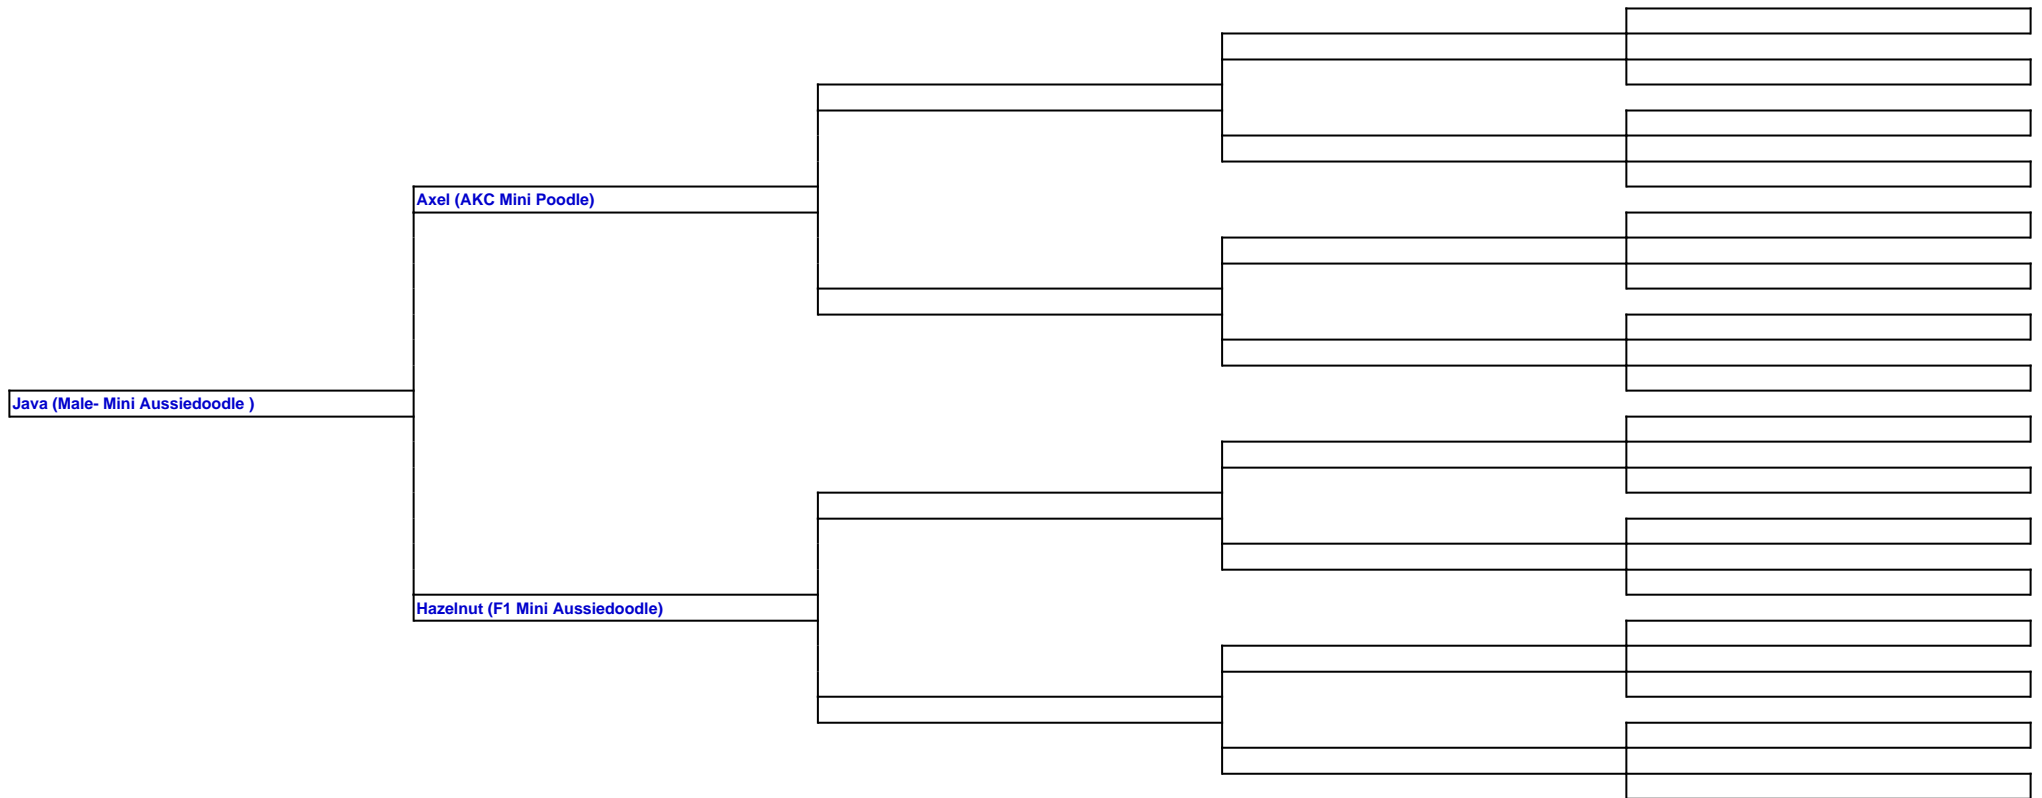 Axel (AKC Mini Poodle)
Java (Male- Mini Aussiedoodle )
Hazelnut (F1 Mini Aussiedoodle)